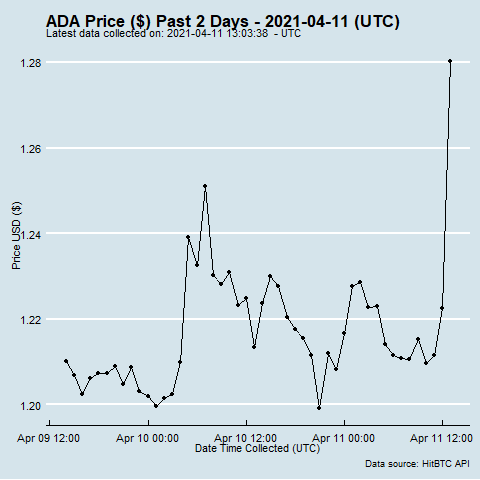 ADA Price ($) Past 2 Days - 2021-04-11 (UTC)
Latest data collected on: 2021-04-11 13:03:38  - UTC
1.28
1.26
1.24
1.22
1.20
Price USD ($)
Apr 09 12:00
Apr 10 00:00
Apr 10 12:00
Apr 11 00:00
Apr 11 12:00
Date Time Collected (UTC)
Data source: HitBTC API